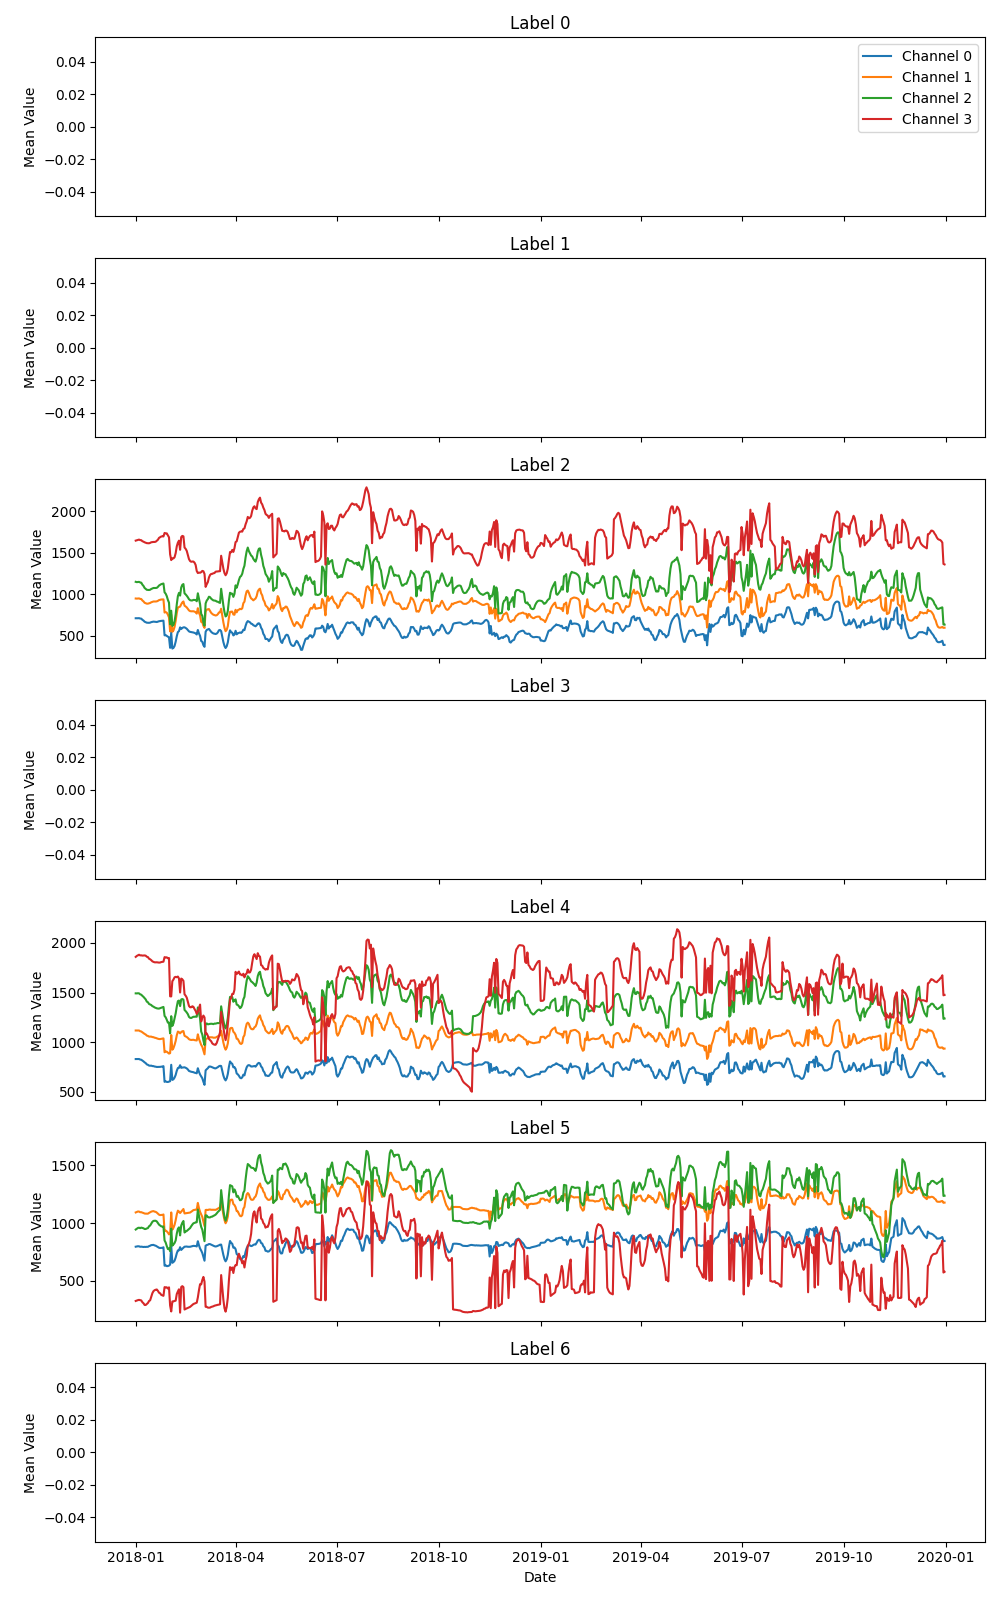 Label 0
Mean Value
0.04
0.02
0.00
−0.02
−0.04
Channel 0
Channel 1
Channel 2
Channel 3
Label 1
Mean Value
0.04
0.02
0.00
−0.02
−0.04
Label 2
Mean Value
2000
1500
1000
500
Label 3
Mean Value
0.04
0.02
0.00
−0.02
−0.04
Label 4
Mean Value
2000
1500
1000
500
Label 5
Mean Value
1500
1000
500
Label 6
Mean Value
0.04
0.02
0.00
−0.02
−0.04
2018-01 2018-04 2018-07 2018-10 2019-01 2019-04 2019-07 2019-10 2020-01
Date